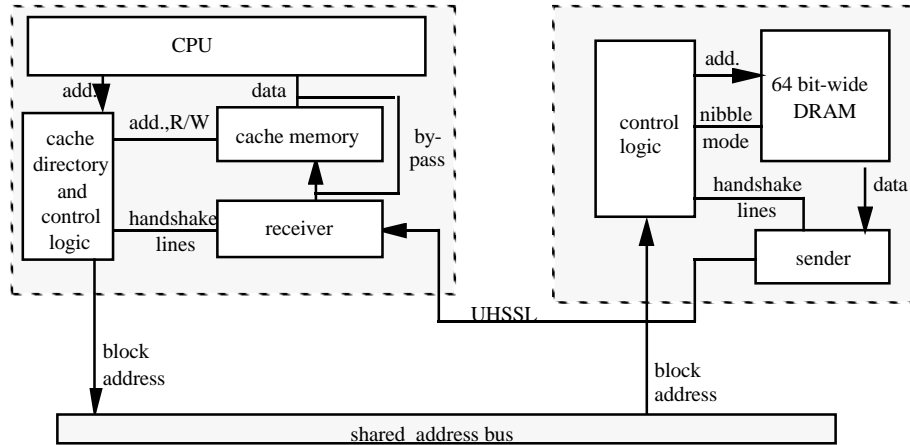 CPU
add.
data
add.,R/W
cache memory
by-
pass
cache
directory
and
control
logic
handshake
lines
receiver
UHSSL
block
address
control
logic
add.
64 bit-wide
DRAM
nibble
mode
handshake
lines
data
sender
block
address
shared address bus